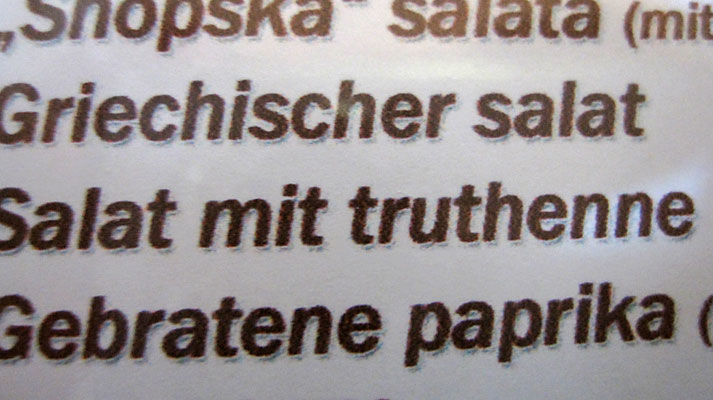 „Shopska“ salata (mit
Griechischer salat
Salat mit truthenne
Gebratene paprika (